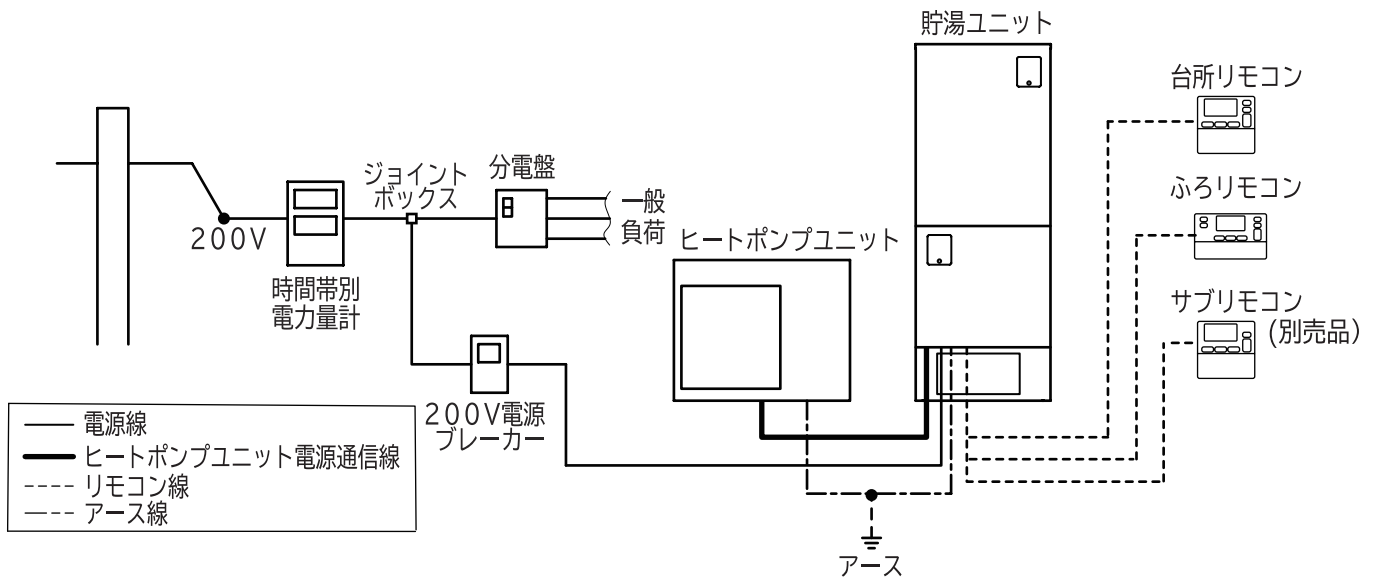 貯湯ユニット
台所リモコン
ジョイント
ボックス
分電盤
一般
負荷
ふろリモコン
200V
ヒートポンプユニット
時間帯別
電力量計
サブリモコン
(別売品)
200V電源
ブレーカー
電源線
ヒートポンプユニット電源通信線
リモコン線
アース線
アース